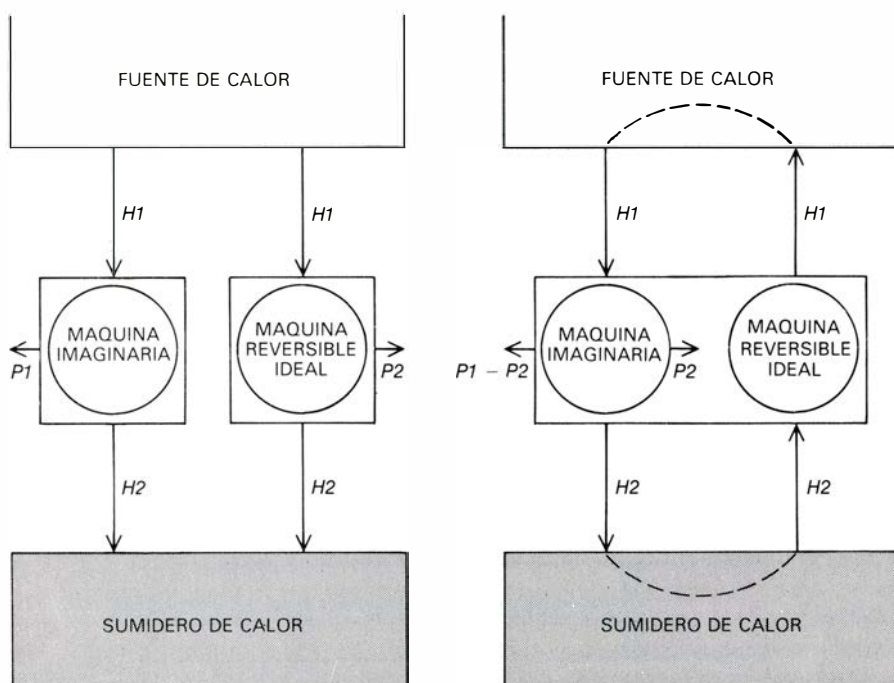 FUENTE DE CALOR
H1
H1
MAQUINA
IMAGINARIA
MAQUINA
REVERSIBLE
IDEAL
P1
P2
H2
H2
SUMIDERO DE CALOR
FUENTE DE CALOR
H1
H1
MAQUINA
IMAGINARIA
MAQUINA
REVERSIBLE
IDEAL
P1 – P2
P2
H2
H2
SUMIDERO DE CALOR